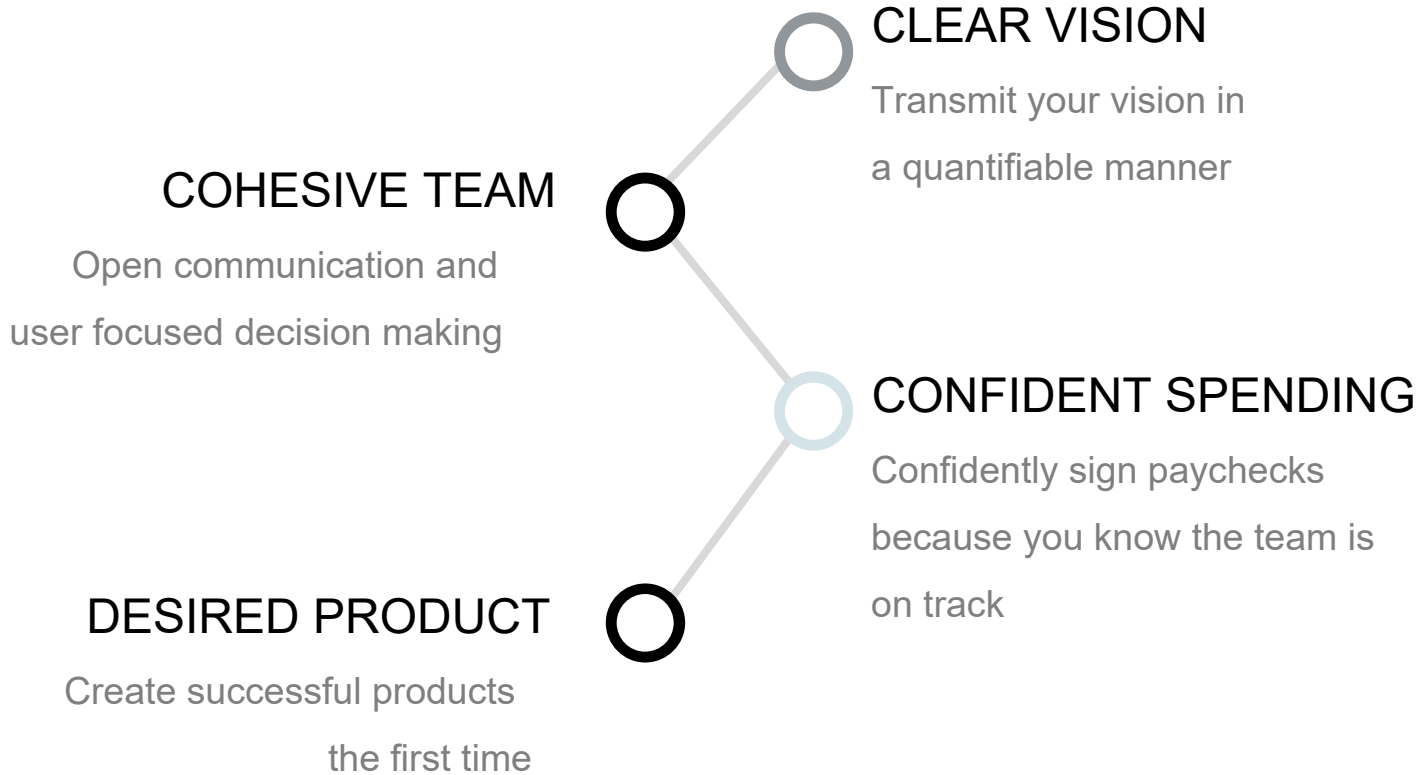 CLEAR VISION
Transmit your vision in
a quantifiable manner
COHESIVE TEAM
Open communication and
user focused decision making
CONFIDENT SPENDING
Confidently sign paychecks
because you know the team is
on track
DESIRED PRODUCT
Create successful products
the first time